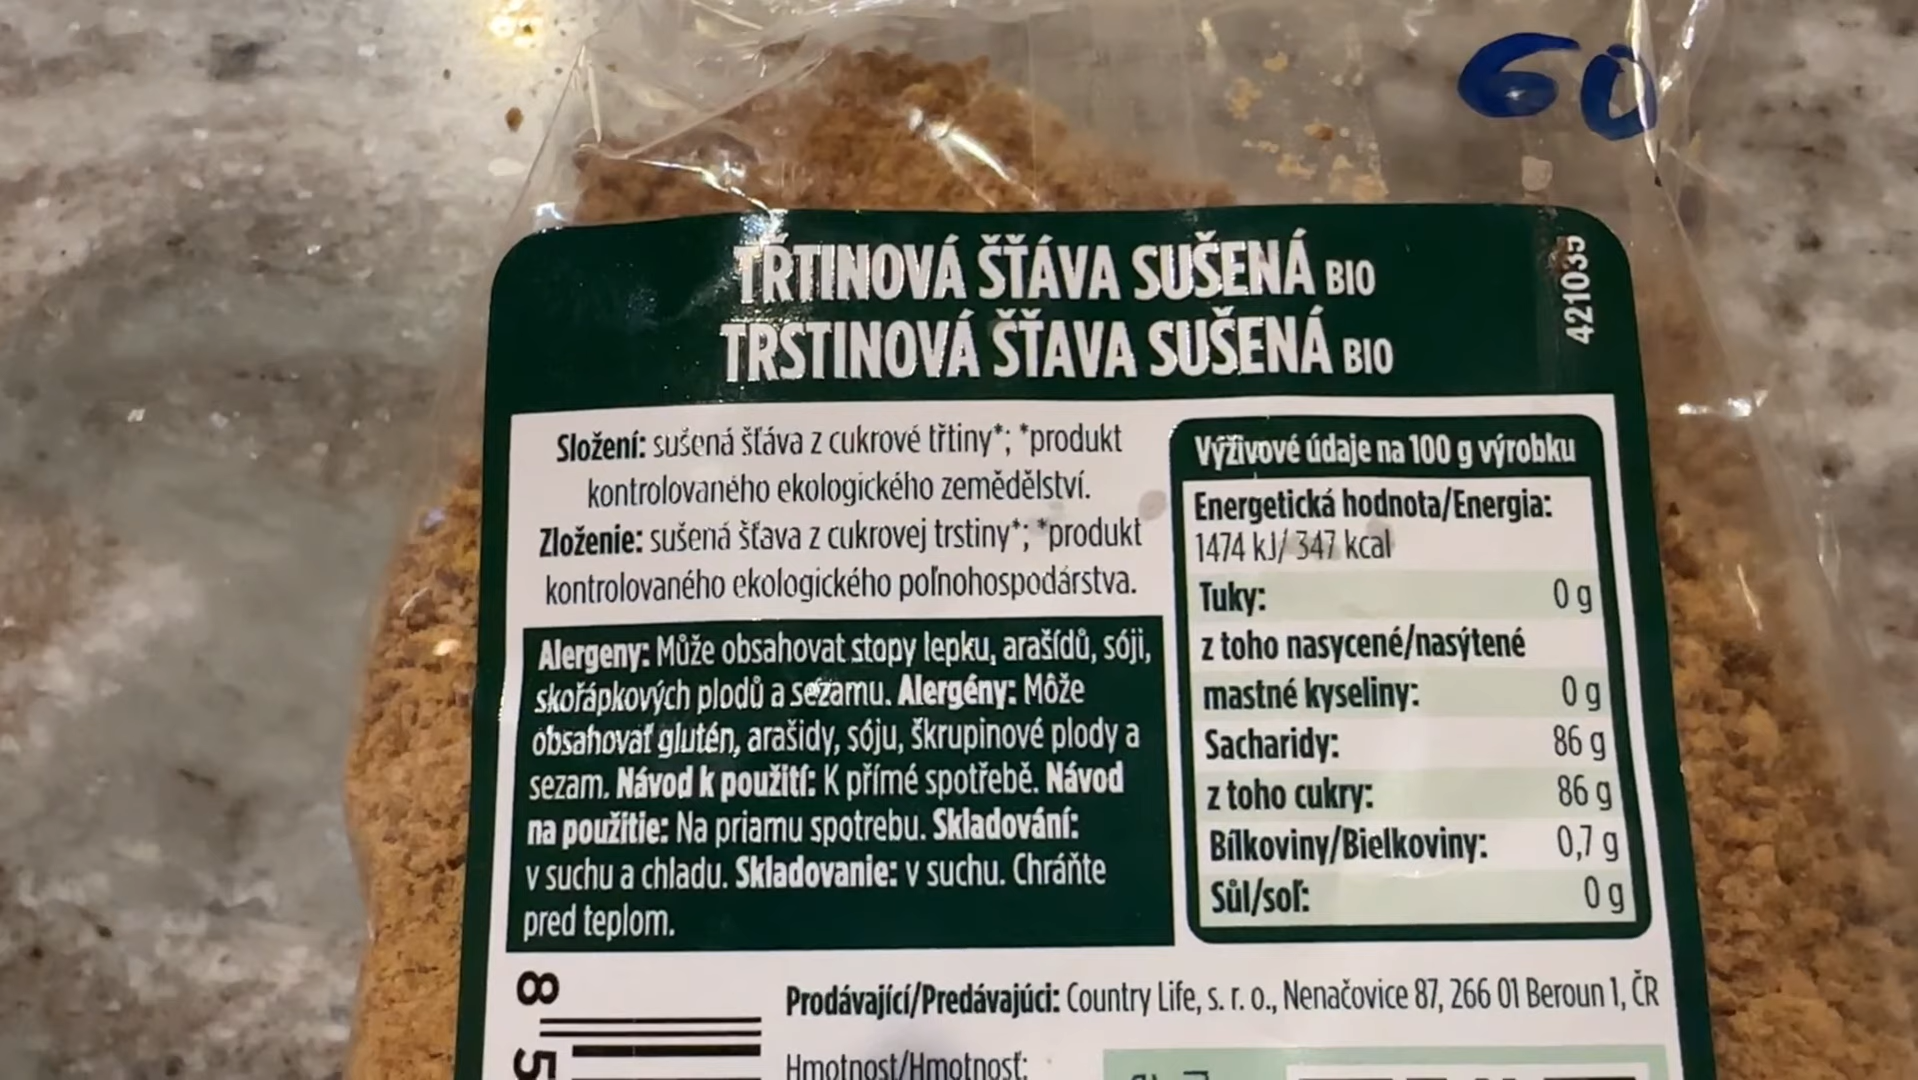 60
TŘTINOVÁ ŠŤÁVA SUŠENÁ BIO
TRSTINOVÁ ŠŤAVA SUŠENÁ BIO
421035
Složení: sušená šťáva z cukrové třtiny*; *produkt
kontrolovaného ekologického zemědělství.
Zloženie: sušená šťava z cukrovej trstiny*; *produkt
kontrolovaného ekologického poľnohospodárstva.
Alergeny: Může obsahovat stopy lepku, arašídů, sóji,
skořápkových plodů a sezamu. Alergény: Môže
obsahovať glutén, arašidy, sóju, škrupinové plody a
sezam. Návod k použití: K přímé spotřebě. Návod
na použitie: Na priamu spotrebu. Skladování:
v suchu a chladu. Skladovanie: v suchu. Chráňte
pred teplom.
Výživové údaje na 100 g výrobku
Energetická hodnota/Energia:
1474 kJ/ 347 kcal
Tuky: 0 g
z toho nasycené/nasýtené
mastné kyseliny: 0 g
Sacharidy: 86 g
z toho cukry: 86 g
Bílkoviny/Bielkoviny: 0,7 g
Sůl/soľ: 0 g
8 5
Prodávající/Predávajúci: Country Life, s. r. o., Nenačovice 87, 266 01 Beroun 1, ČR
Hmotnost/Hmotnosť: